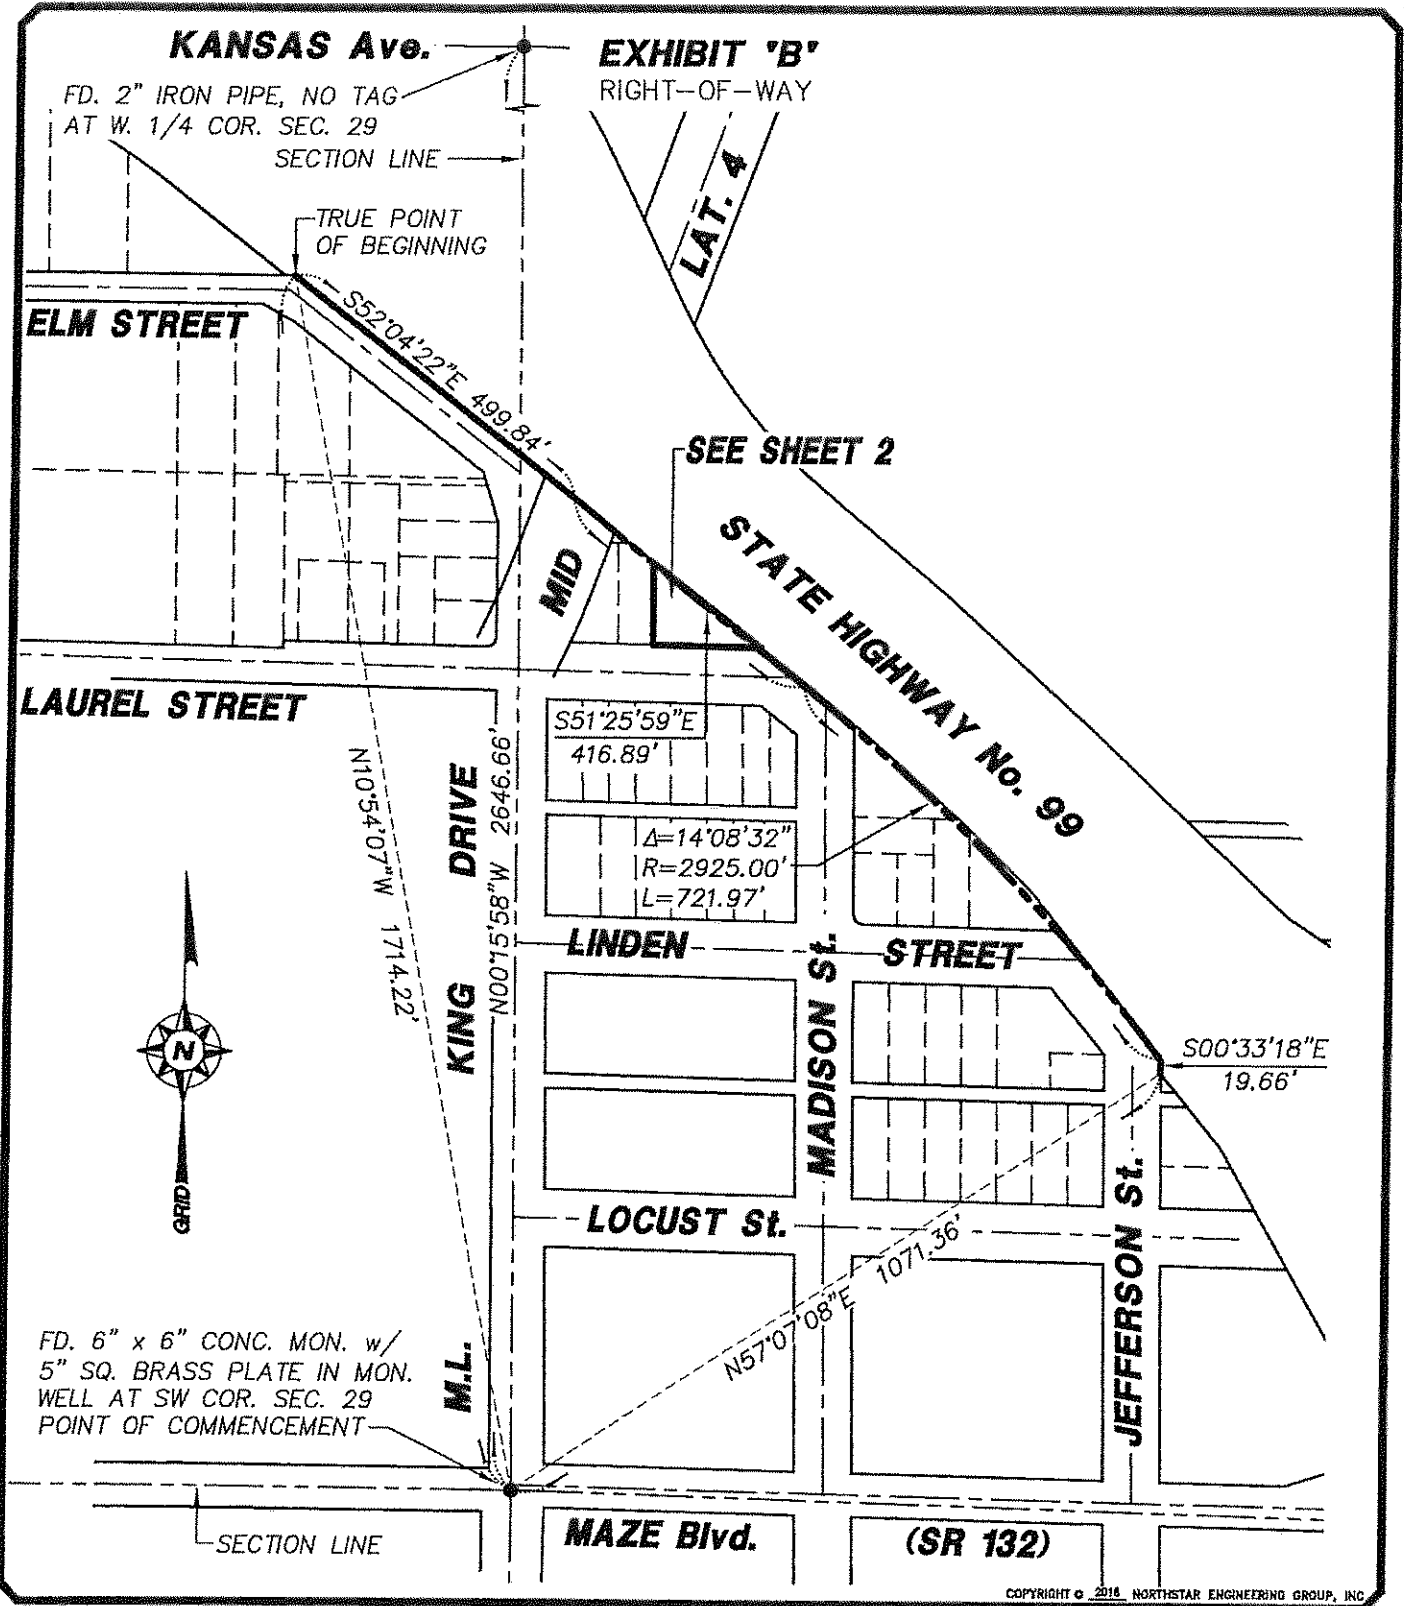 KANSAS Ave.
EXHIBIT 'B'
RIGHT-OF-WAY
FD. 2" IRON PIPE, NO TAG
AT W. 1/4 COR. SEC. 29
SECTION LINE
LAT. 4
TRUE POINT
OF BEGINNING
ELM STREET
S52°04'22"E 499.84'
SEE SHEET 2
STATE HIGHWAY No. 99
MID
LAUREL STREET
S51°25'59"E
416.89'
N10°54'07"W 1714.22'
M.L. KING DRIVE
N00°15'58"W 2646.66'
Δ=14°08'32"
R=2925.00'
L=721.97'
LINDEN STREET
MADISON St.
S00°33'18"E
19.66'
N
GRID
LOCUST St.
N57°07'08"E 1071.36'
JEFFERSON St.
FD. 6" x 6" CONC. MON. w/
5" SQ. BRASS PLATE IN MON.
WELL AT SW COR. SEC. 29
POINT OF COMMENCEMENT
SECTION LINE
MAZE Blvd. (SR 132)
COPYRIGHT © 2016 NORTHSTAR ENGINEERING GROUP, INC